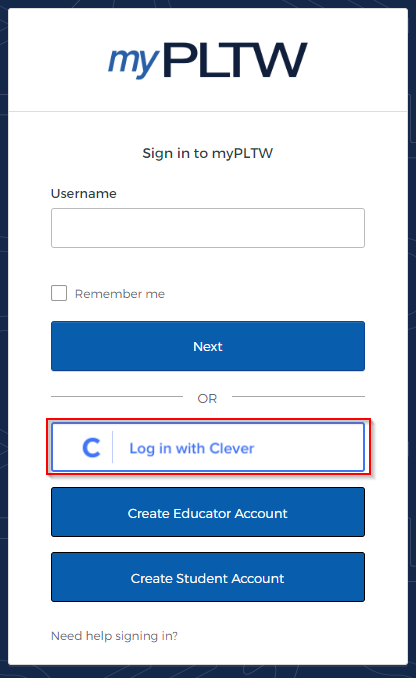 myPLTW
Sign in to myPLTW
Username
Remember me
Next
OR
C Log in with Clever
Create Educator Account
Create Student Account
Need help signing in?